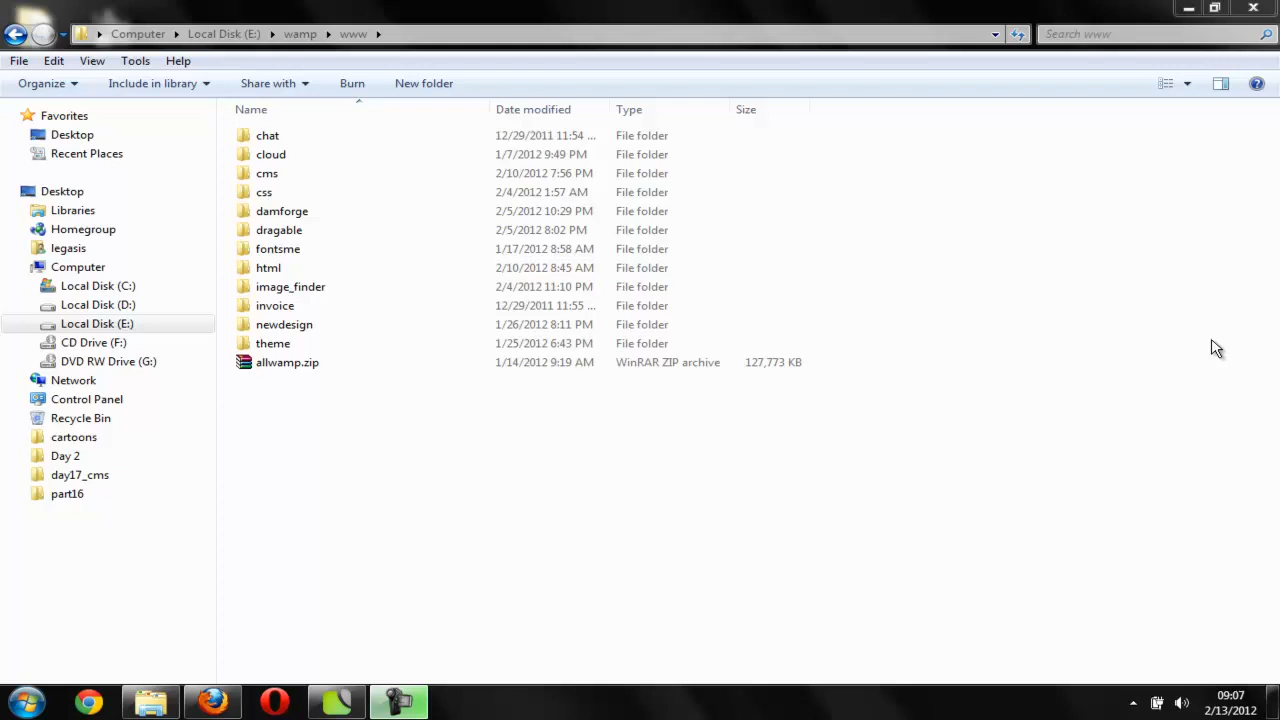 Computer Local Disk (E:) wamp www Search www
File Edit View Tools Help
Organize Include in library Share with Burn New folder
Name Date modified Type Size
Favorites
Desktop
Recent Places
Desktop
Libraries
Homegroup
legasis
Computer
Local Disk (C:)
Local Disk (D:)
Local Disk (E:)
CD Drive (F:)
DVD RW Drive (G:)
Network
Control Panel
Recycle Bin
cartoons
Day 2
day17_cms
part16
chat 12/29/2011 11:54 ... File folder
cloud 1/7/2012 9:49 PM File folder
cms 2/10/2012 7:56 PM File folder
css 2/4/2012 1:57 AM File folder
damforge 2/5/2012 10:29 PM File folder
dragable 2/5/2012 8:02 PM File folder
fontsme 1/17/2012 8:58 AM File folder
html 2/10/2012 8:45 AM File folder
image_finder 2/4/2012 11:10 PM File folder
invoice 12/29/2011 11:55 ... File folder
newdesign 1/26/2012 8:11 PM File folder
theme 1/25/2012 6:43 PM File folder
allwamp.zip 1/14/2012 9:19 AM WinRAR ZIP archive 127,773 KB
09:07
2/13/2012